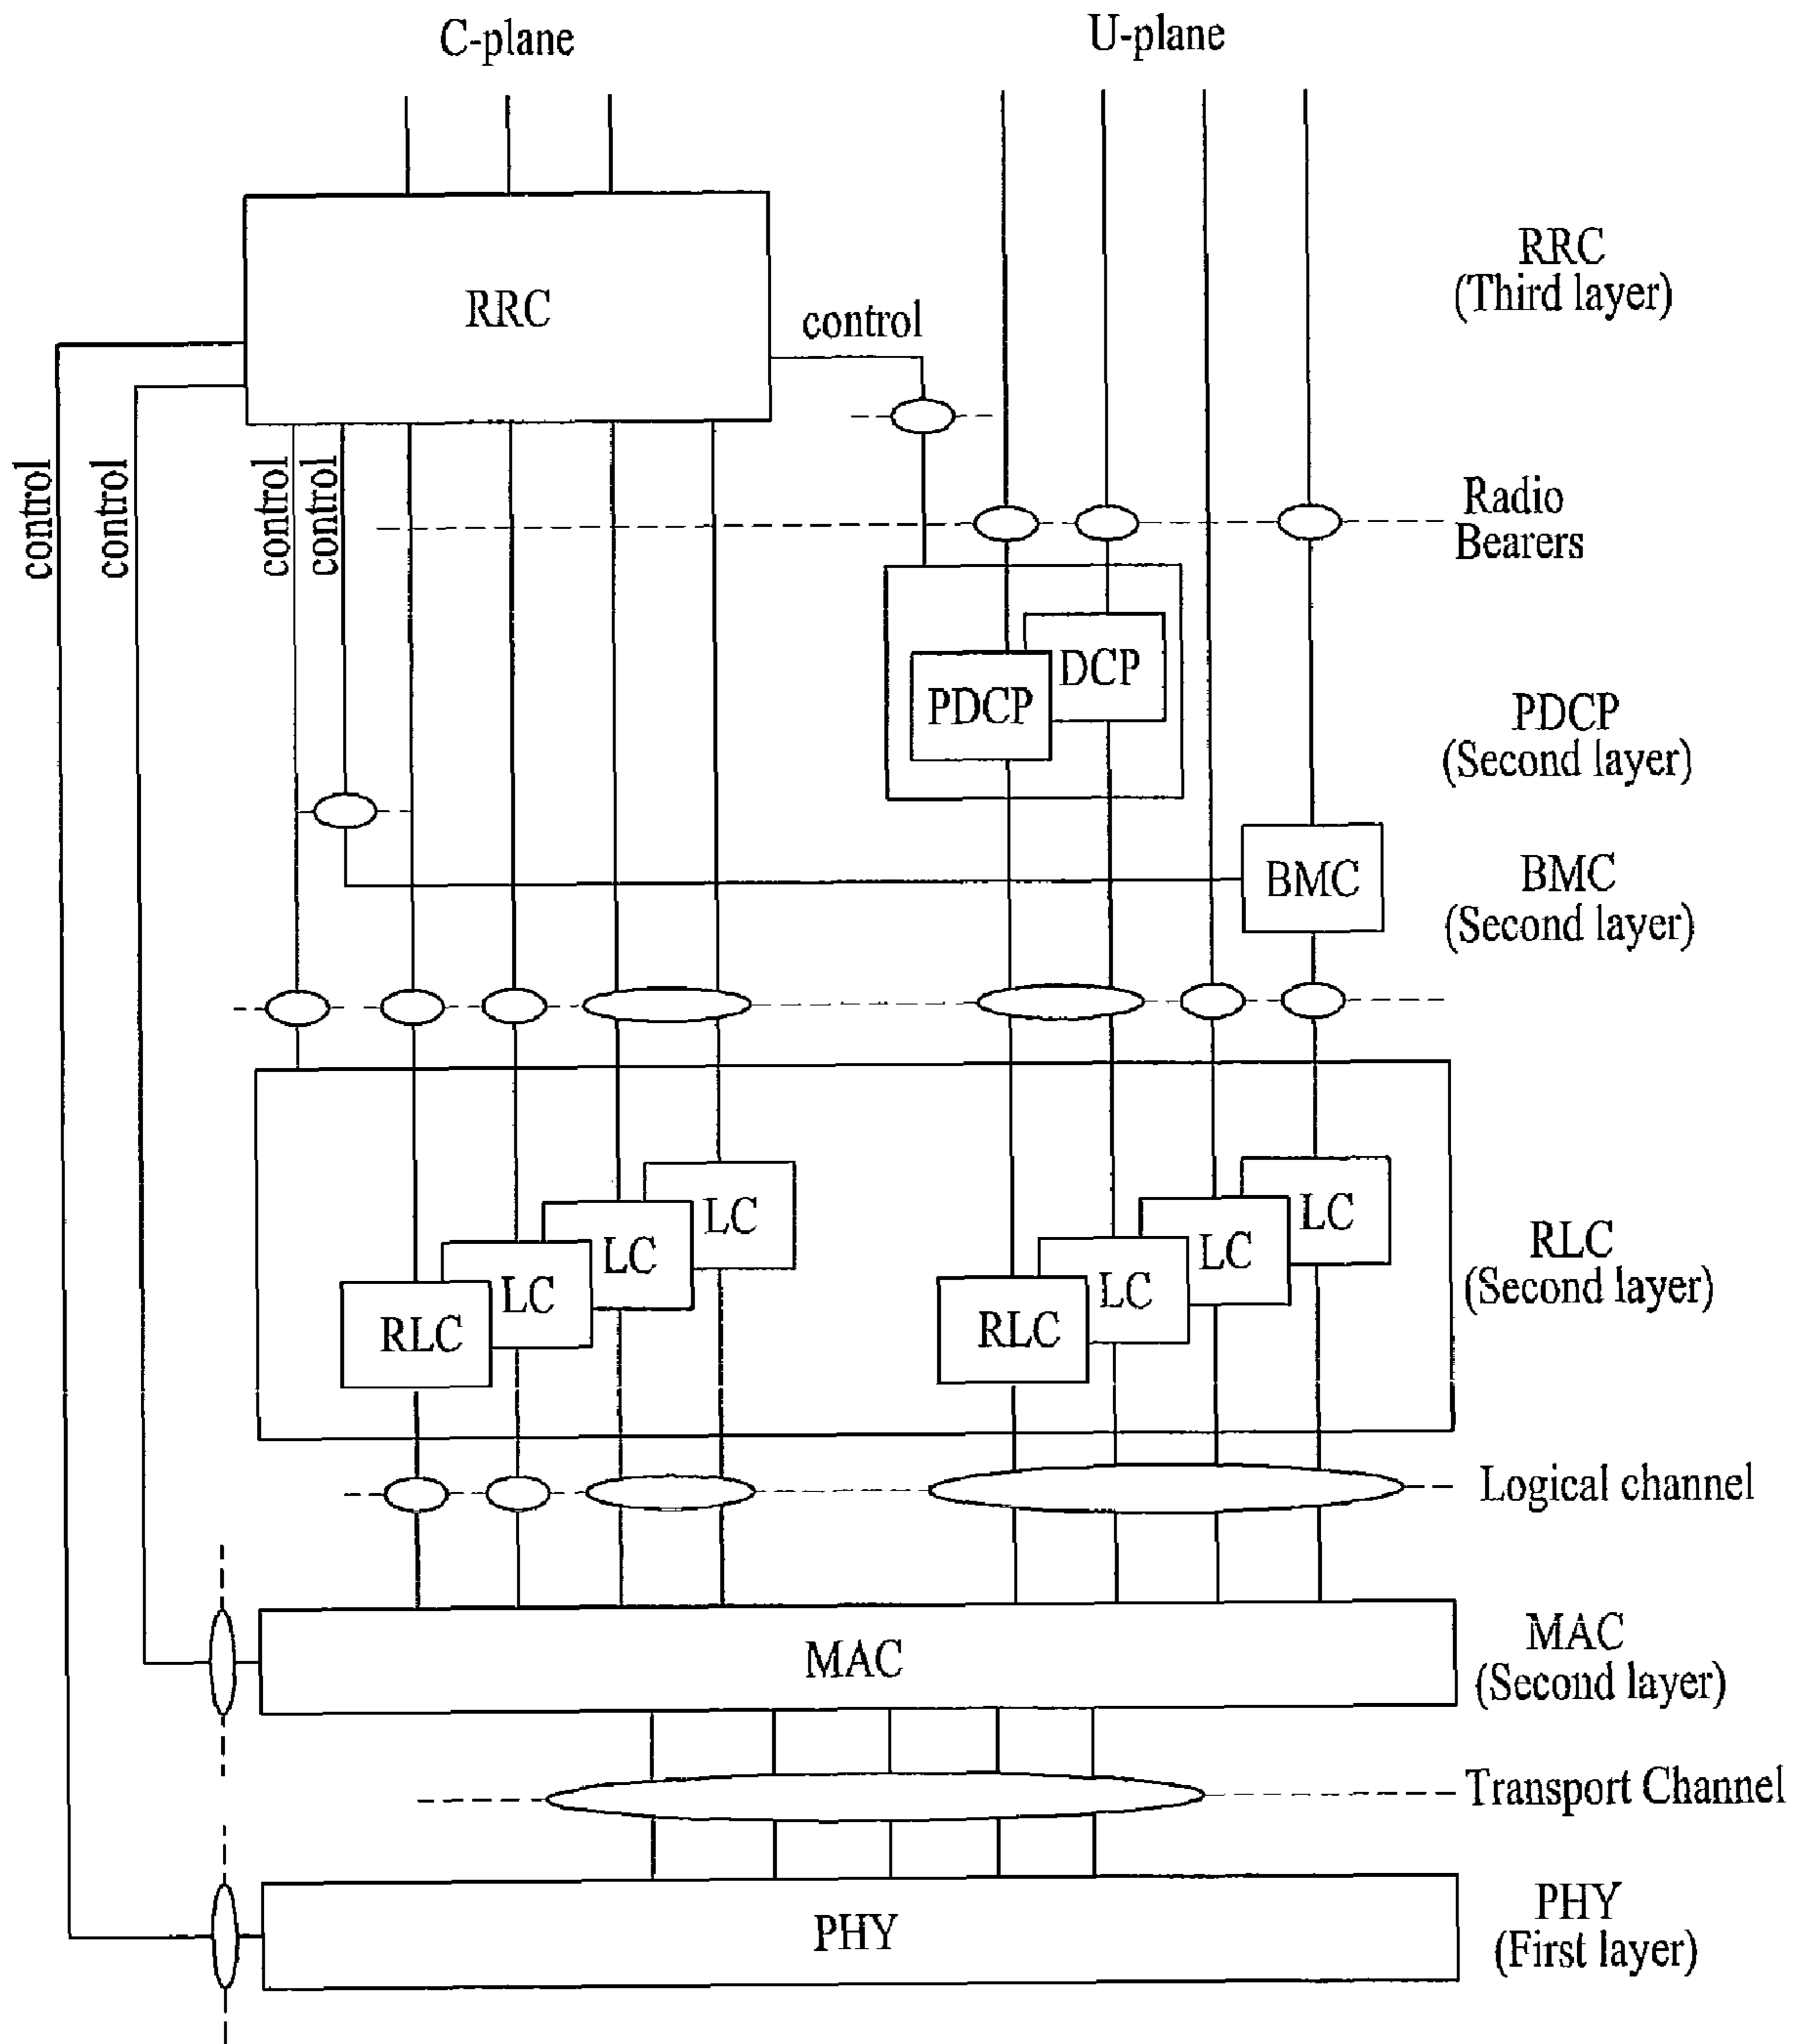 C-plane
U-plane
RRC
control
RRC
(Third layer)
control
control
control
control
Radio
Bearers
DCP
PDCP
PDCP
(Second layer)
BMC
BMC
(Second layer)
LC
LC
LC
RLC
LC
LC
LC
RLC
RLC
(Second layer)
Logical channel
MAC
MAC
(Second layer)
Transport Channel
PHY
PHY
(First layer)